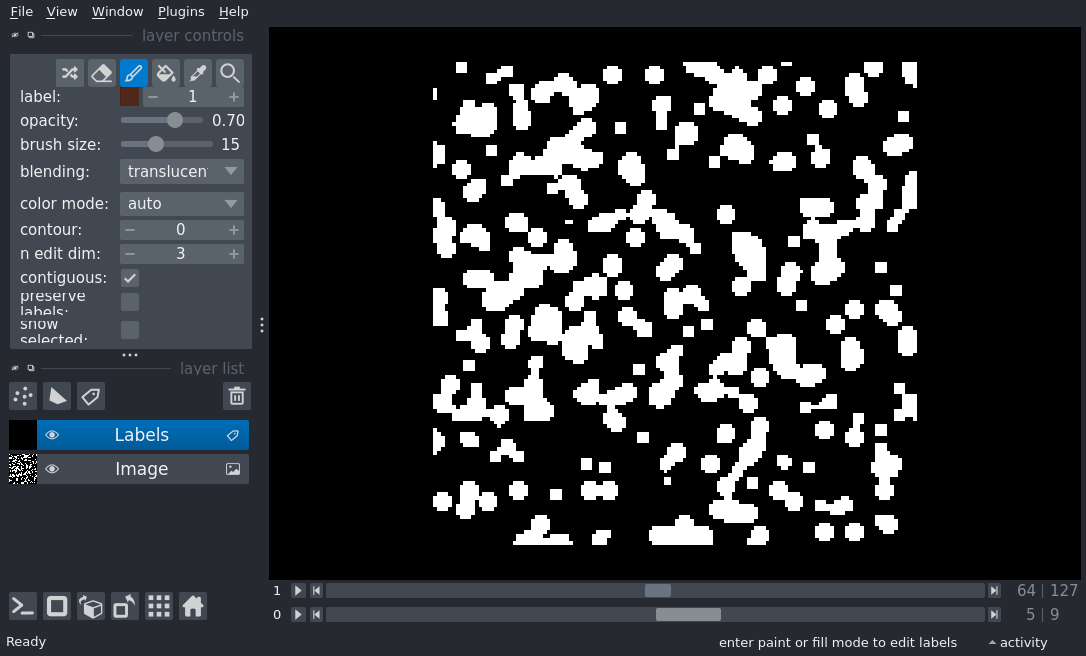 File View Window Plugins Help
layer controls
label: 1
opacity: 0.70
brush size: 15
blending: translucen
color mode: auto
contour: 0
n edit dim: 3
contiguous:
preserve
labels:
show
selected:
layer list
Labels
Image
1 64 127
0 5 9
Ready enter paint or fill mode to edit labels activity